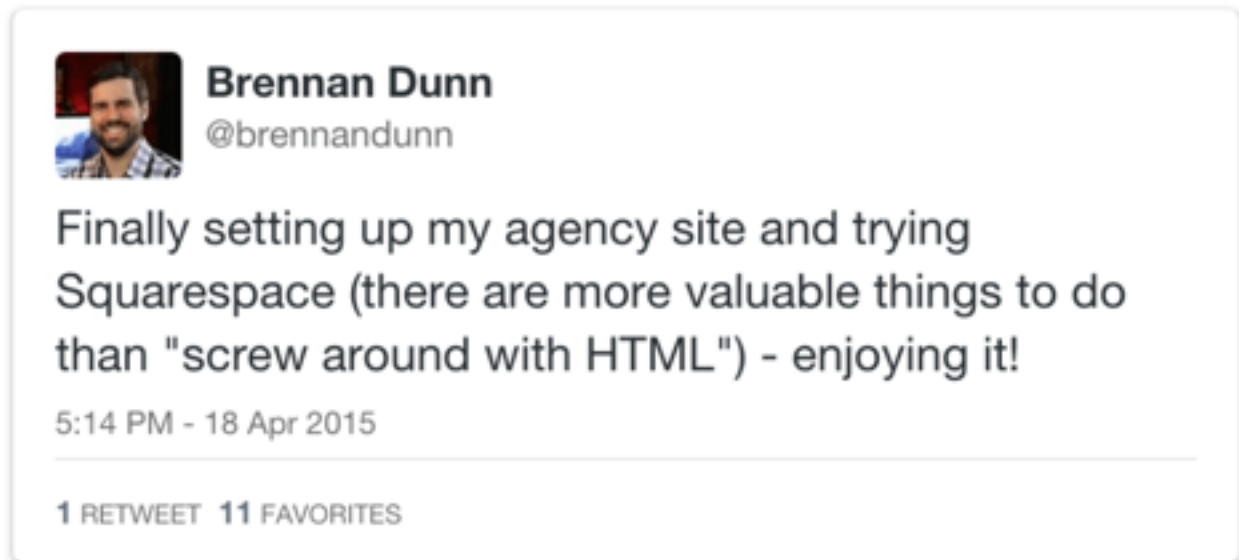 Brennan Dunn
@brennandunn
Finally setting up my agency site and trying
Squarespace (there are more valuable things to do
than "screw around with HTML") - enjoying it!
5:14 PM - 18 Apr 2015
1 RETWEET 11 FAVORITES